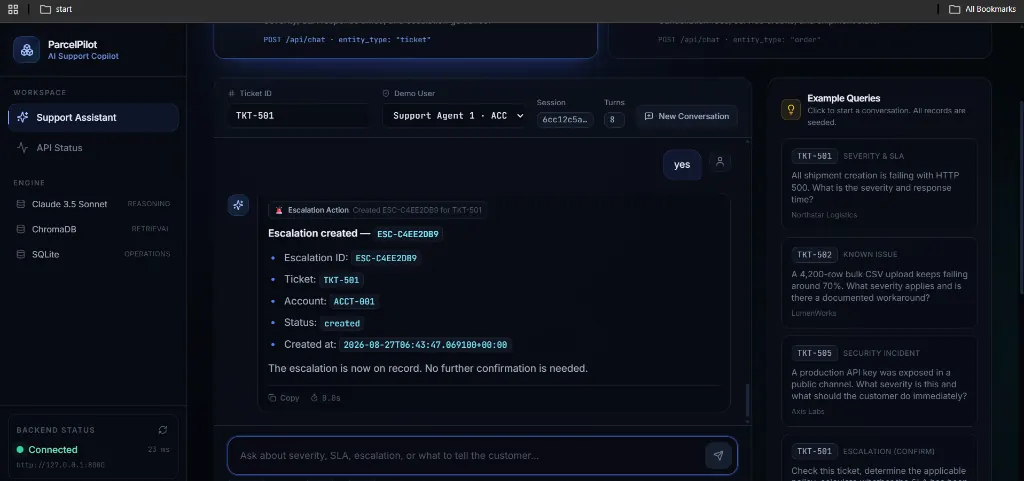 start
All Bookmarks
ParcelPilot
AI Support Copilot
WORKSPACE
Support Assistant
API Status
ENGINE
Claude 3.5 Sonnet REASONING
ChromaDB RETRIEVAL
SQLite OPERATIONS
BACKEND STATUS
Connected 23 ms
http://127.0.0.1:8000
POST /api/chat · entity_type: "ticket"
POST /api/chat · entity_type: "order"
# Ticket ID
TKT-501
Demo User
Support Agent 1 · ACC
Session
6cc12c5a…
Turns
8
New Conversation
yes
Escalation Action Created ESC-C4EE2DB9 for TKT-501
Escalation created — ESC-C4EE2DB9
• Escalation ID: ESC-C4EE2DB9
• Ticket: TKT-501
• Account: ACCT-001
• Status: created
• Created at: 2026-08-27T06:43:47.069100+00:00
The escalation is now on record. No further confirmation is needed.
Copy 0.0s
Ask about severity, SLA, escalation, or what to tell the customer...
Example Queries
Click to start a conversation. All records are
seeded.
TKT-501 SEVERITY & SLA
All shipment creation is failing with HTTP
500. What is the severity and response
time?
Northstar Logistics
TKT-502 KNOWN ISSUE
A 4,200-row bulk CSV upload keeps failing
around 70%. What severity applies and is
there a documented workaround?
LumenWorks
TKT-505 SECURITY INCIDENT
A production API key was exposed in a
public channel. What severity is this and
what should the customer do immediately?
Axis Labs
TKT-501 ESCALATION (CONFIRM)
Check this ticket, determine the applicable